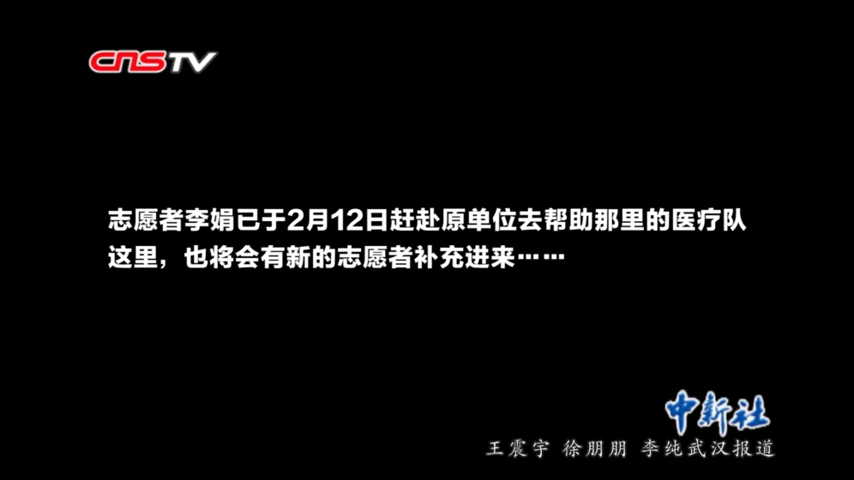 CNSTV
志愿者李娟已于2月12日赶赴原单位去帮助那里的医疗队
这里，也将会有新的志愿者补充进来……
中新社
王震宇 徐朋朋 李纯武汉报道